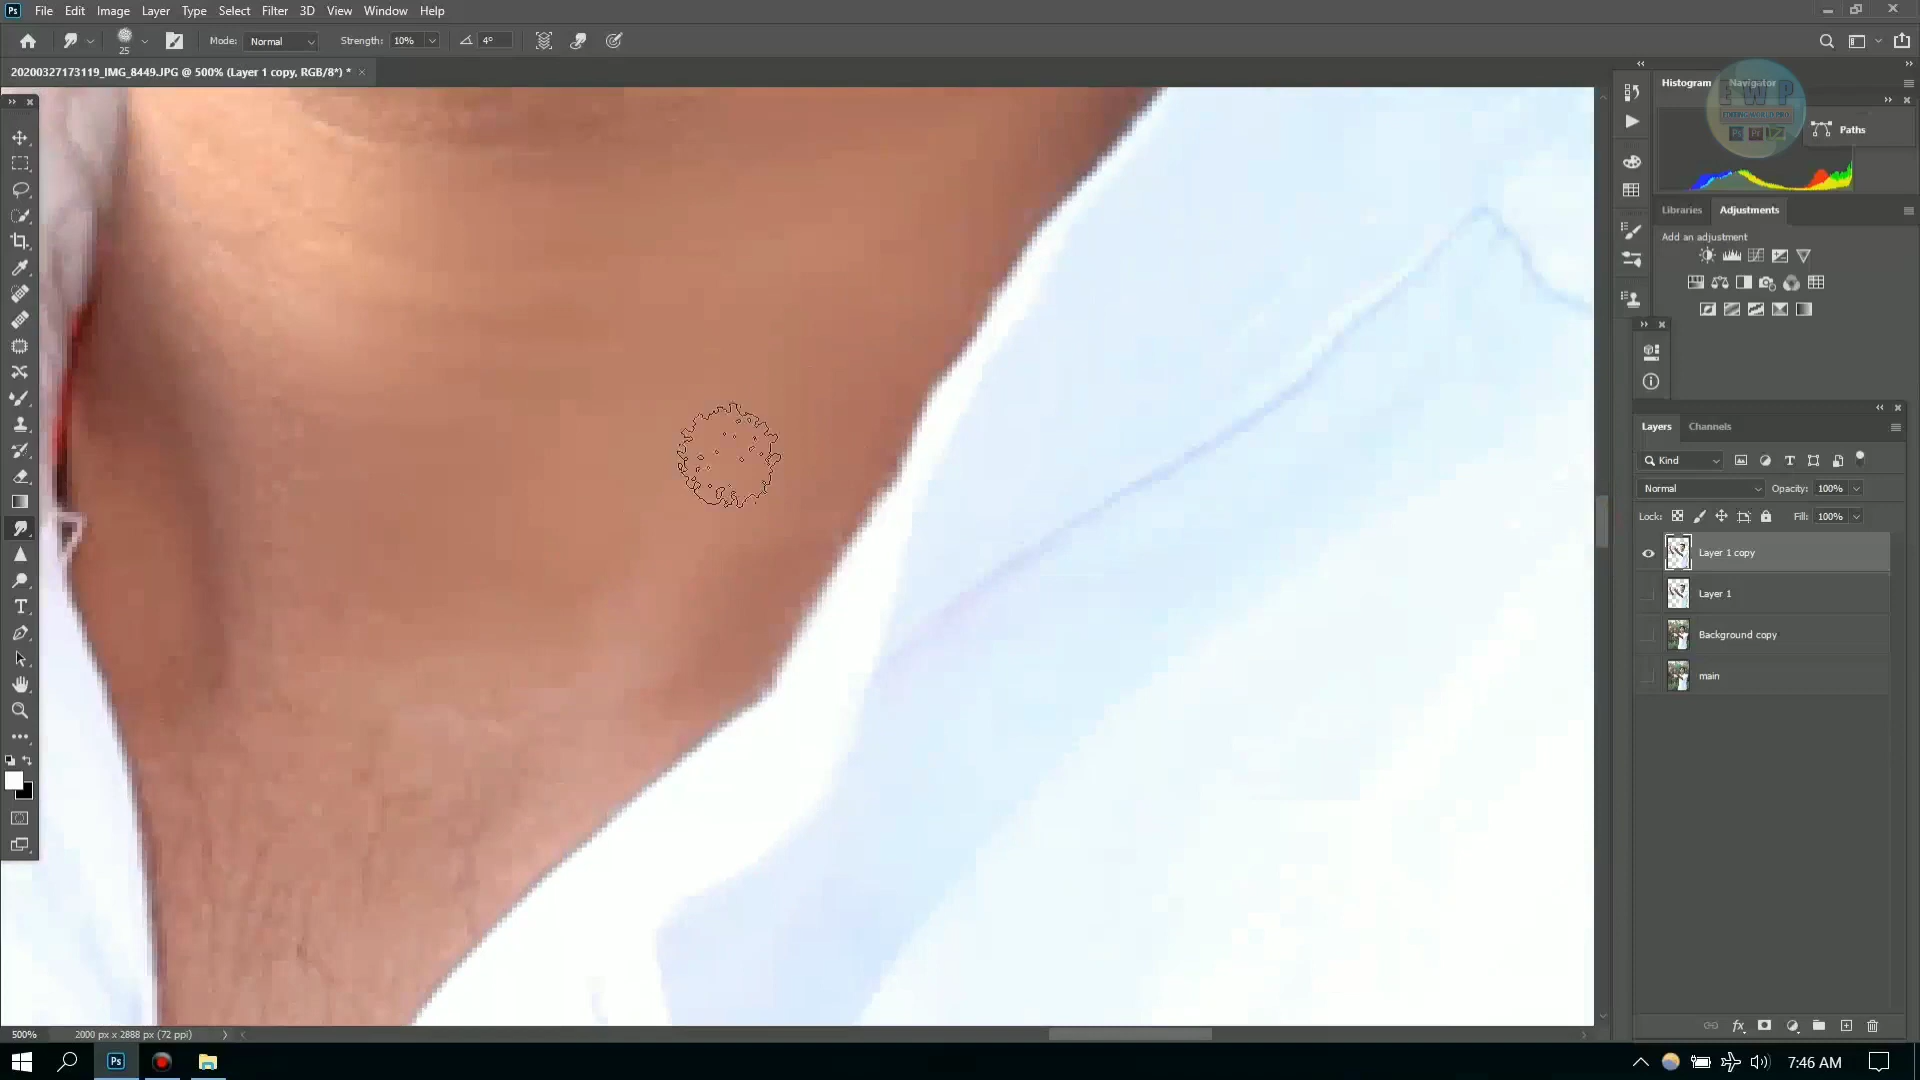 File Edit Image Layer Type Select Filter 3D View Window Help
25 Mode: Normal Strength: 10% 4°
20200327173119_IMG_8449.JPG @ 500% (Layer 1 copy, RGB/8*) * ×
Histogram Navigator
FWP
Paths
Libraries Adjustments
Add an adjustment
Layers Channels
Kind
Normal Opacity: 100%
Lock: Fill: 100%
Layer 1 copy
Layer 1
Background copy
main
500% 2000 px x 2888 px (72 ppi)
7:46 AM